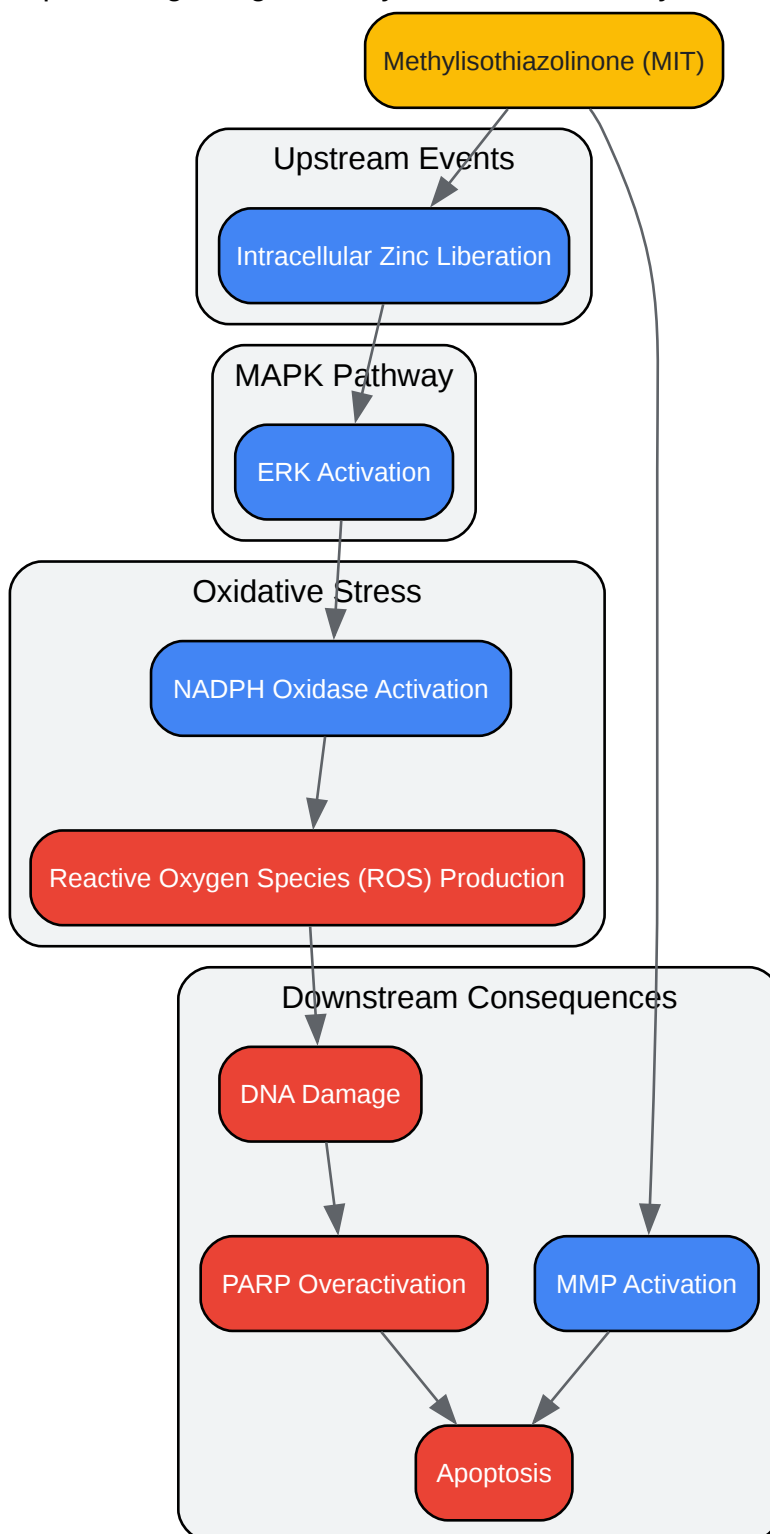 Methylisothiazolinone (MIT)
Upstream Events
Intracellular Zinc Liberation
MAPK Pathway
ERK Activation
Oxidative Stress
NADPH Oxidase Activation
Reactive Oxygen Species (ROS) Production
Downstream Consequences
DNA Damage
PARP Overactivation
MMP Activation
Apoptosis